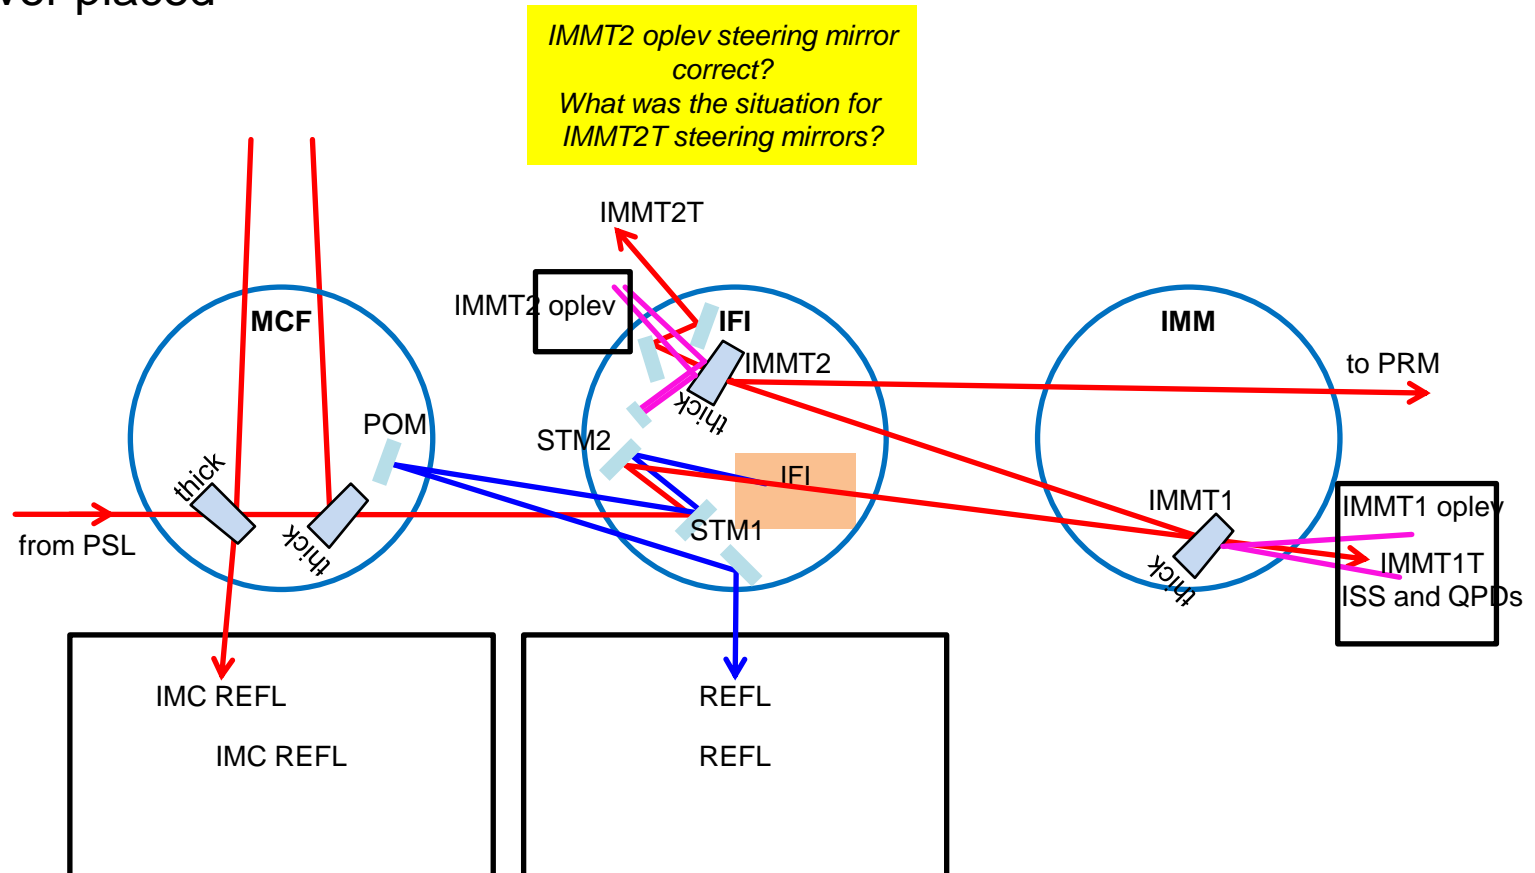 placed
IMMT2 oplev steering mirror
correct?
What was the situation for
IMMT2T steering mirrors?
IMMT2T
IMMT2 oplev
MCF
IFI
IMM
IMMT2
to PRM
thick
POM
STM2
thick
IFI
IMMT1
IMMT1 oplev
from PSL
thick
STM1
thick
IMMT1T
ISS and QPDs
IMC REFL
REFL
IMC REFL
REFL